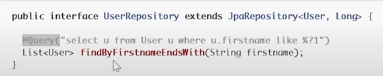 public interface UserRepository extends JpaRepository<User, Long> {
@Query("select u from User u where u.firstname like %?1")
List<User> findByFirstnameEndsWith(String firstname);
}